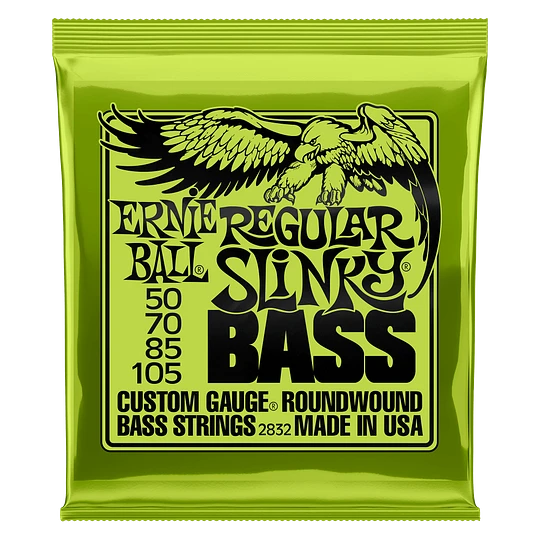 ERNIE BALL®
REGULAR SLINKY®
BASS
50
70
85
105
CUSTOM GAUGE® ROUNDWOUND
BASS STRINGS 2832 MADE IN USA